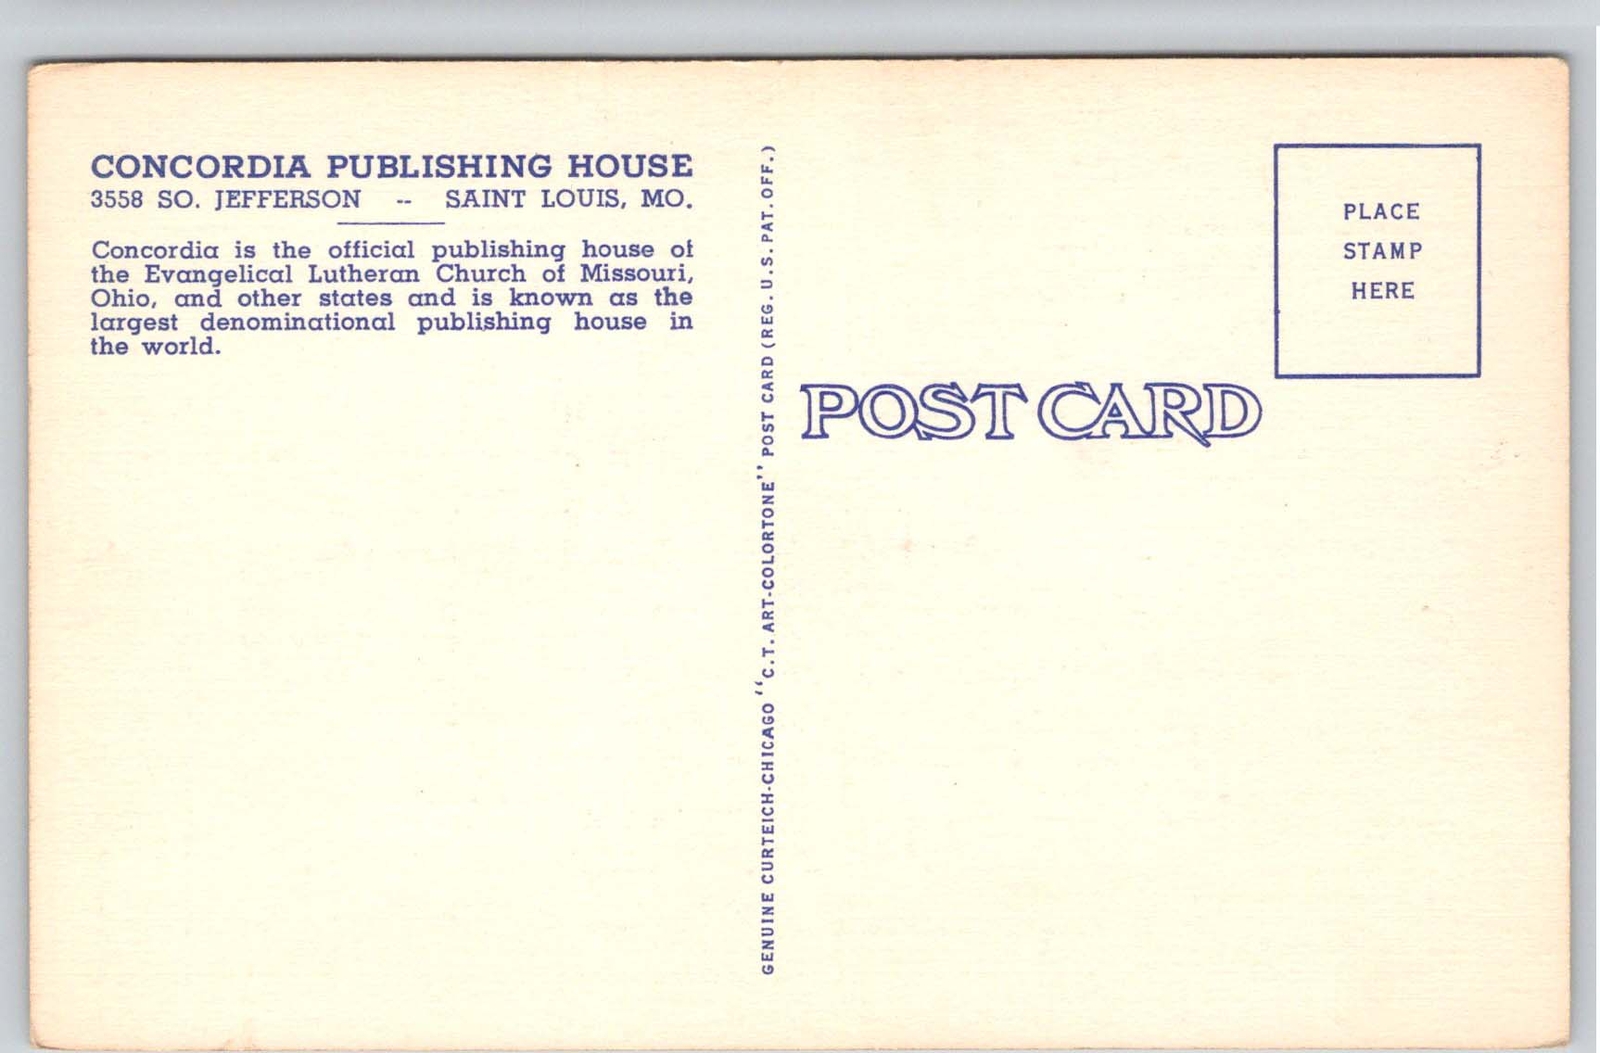 CONCORDIA PUBLISHING HOUSE
3558 SO. JEFFERSON -- SAINT LOUIS, MO.
Concordia is the official publishing house of
the Evangelical Lutheran Church of Missouri,
Ohio, and other states and is known as the
largest denominational publishing house in
the world.
GENUINE CURTEICH-CHICAGO "C.T. ART-COLORTONE" POST CARD (REG. U.S. PAT. OFF.)
PLACE
STAMP
HERE
POST CARD